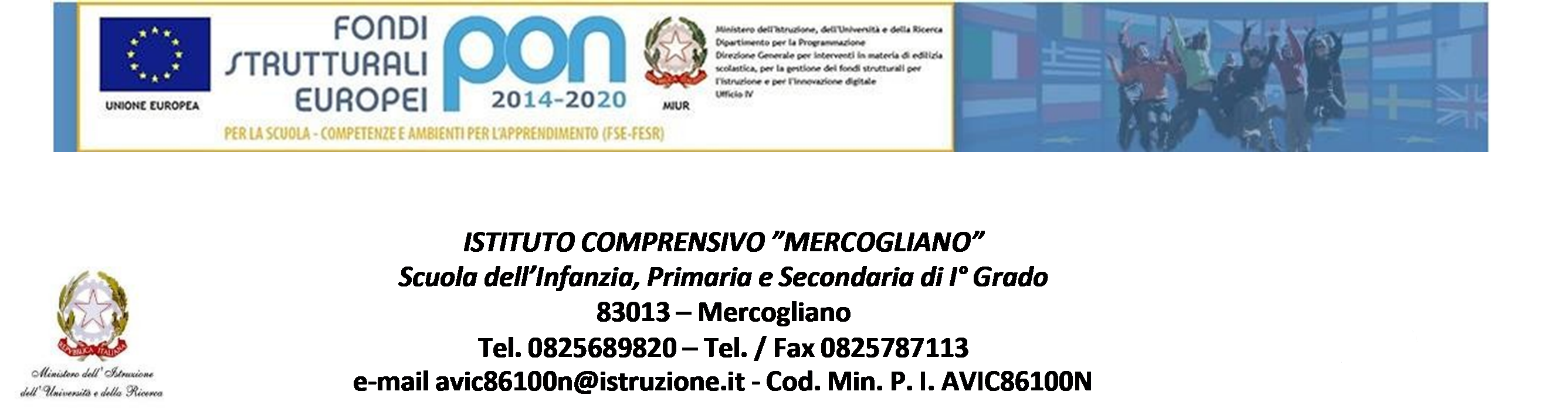 FONDI
STRUTTURALI
EUROPEI
pon
2014-2020
UNIONE EUROPEA
MIUR
Ministero dell'Istruzione, dell'Università e della Ricerca
Dipartimento per la Programmazione
Direzione Generale per interventi in materia di edilizia
scolastica, per la gestione dei fondi strutturali per
l'istruzione e per l'innovazione digitale
Ufficio IV
PER LA SCUOLA - COMPETENZE E AMBIENTI PER L'APPRENDIMENTO (FSE-FESR)
ISTITUTO COMPRENSIVO ”MERCOGLIANO”
Scuola dell’Infanzia, Primaria e Secondaria di I° Grado
83013 – Mercogliano
Tel. 0825689820 – Tel. / Fax 0825787113
e-mail avic86100n@istruzione.it - Cod. Min. P. I. AVIC86100N
REPUBBLICA ITALIANA
Ministero dell' Istruzione
dell' Università e della Ricerca